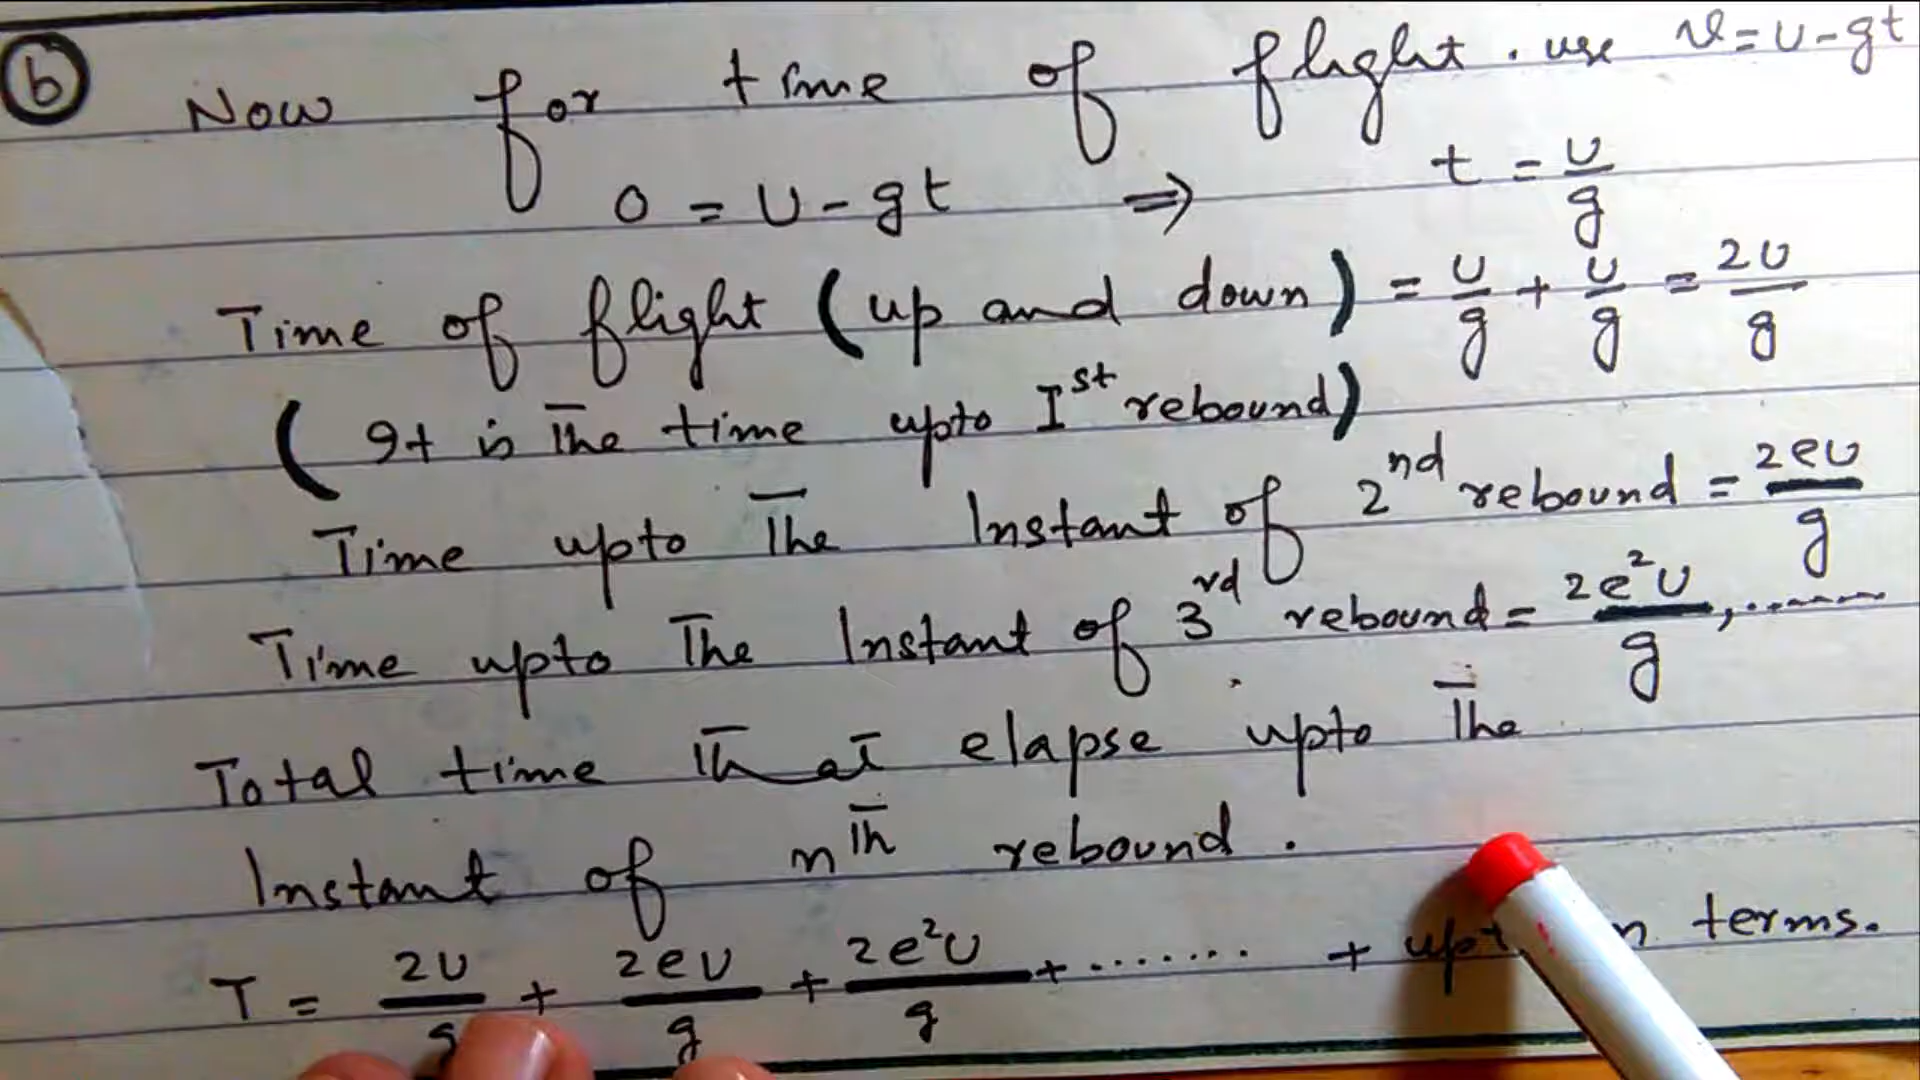 (b) Now for time of flight. use v=u-gt
0 = u-gt ⇒ t = u/g
Time of flight (up and down) = u/g + u/g = 2u/g
(It is The time upto Ist rebound)
Time upto The Instant of 2nd rebound = 2eu/g
Time upto The Instant of 3rd rebound = 2e²u/g, ........
Total time That elapse upto The
Instant of nth rebound.
T = 2u/g + 2eu/g + 2e²u/g + ........ + n terms.